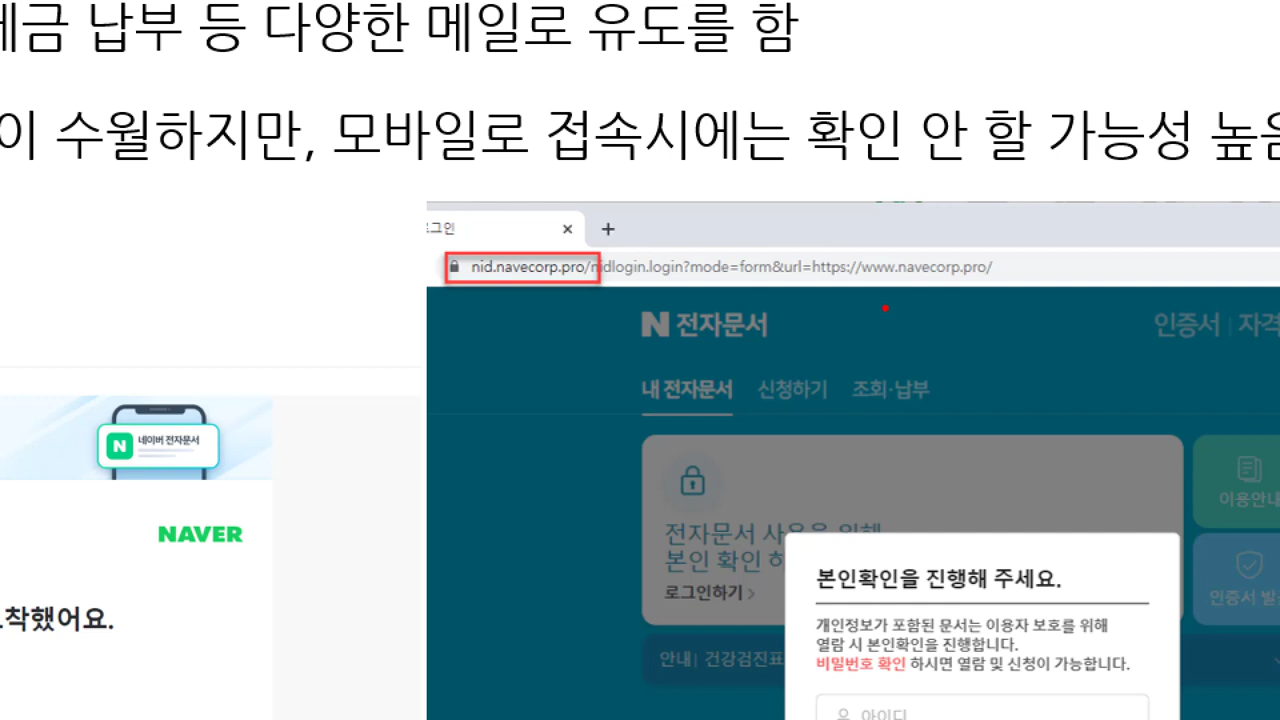 세금 납부 등 다양한 메일로 유도를 함
이 수월하지만, 모바일로 접속시에는 확인 안 할 가능성 높음
로그인
nid.navecorp.pro/nidlogin.login?mode=form&url=https://www.navecorp.pro/
N 전자문서
인증서 | 자격
내 전자문서 신청하기 조회·납부
N 네이버 전자문서
NAVER
착했어요.
전자문서 사용을 위해
본인 확인
로그인하기 >
이용안내
인증서
안내 | 건강검진표
본인확인을 진행해 주세요.
개인정보가 포함된 문서는 이용자 보호를 위해
열람 시 본인확인을 진행합니다.
비밀번호 확인 하시면 열람 및 신청이 가능합니다.
아이디